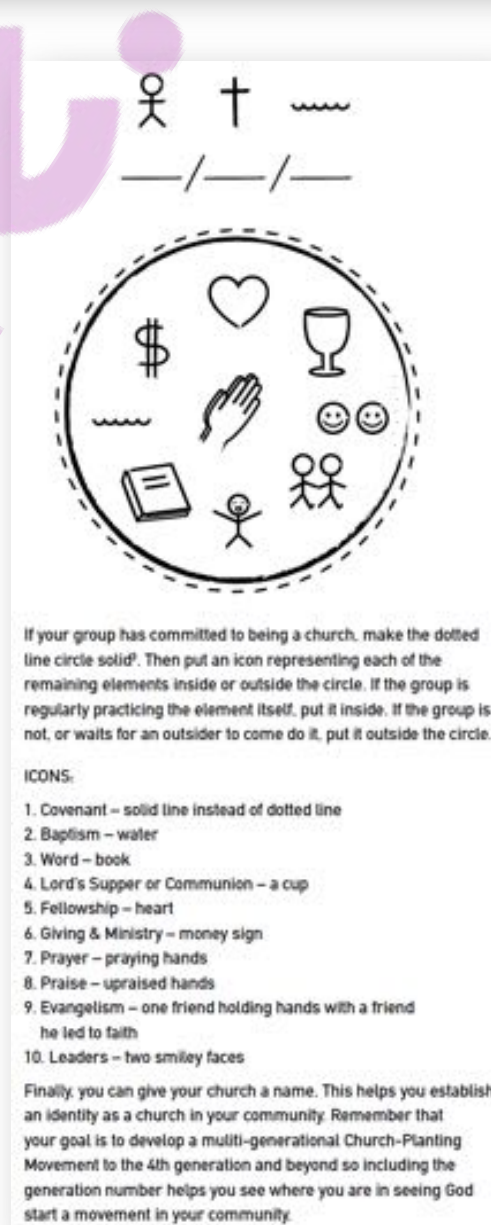 $
If your group has committed to being a church, make the dotted
line circle solid⁹. Then put an icon representing each of the
remaining elements inside or outside the circle. If the group is
regularly practicing the element itself, put it inside. If the group is
not, or waits for an outsider to come do it, put it outside the circle.
ICONS:
1. Covenant – solid line instead of dotted line
2. Baptism – water
3. Word – book
4. Lord's Supper or Communion – a cup
5. Fellowship – heart
6. Giving & Ministry – money sign
7. Prayer – praying hands
8. Praise – upraised hands
9. Evangelism – one friend holding hands with a friend
he led to faith
10. Leaders – two smiley faces
Finally, you can give your church a name. This helps you establish
an identity as a church in your community. Remember that
your goal is to develop a muliti-generational Church-Planting
Movement to the 4th generation and beyond so including the
generation number helps you see where you are in seeing God
start a movement in your community.